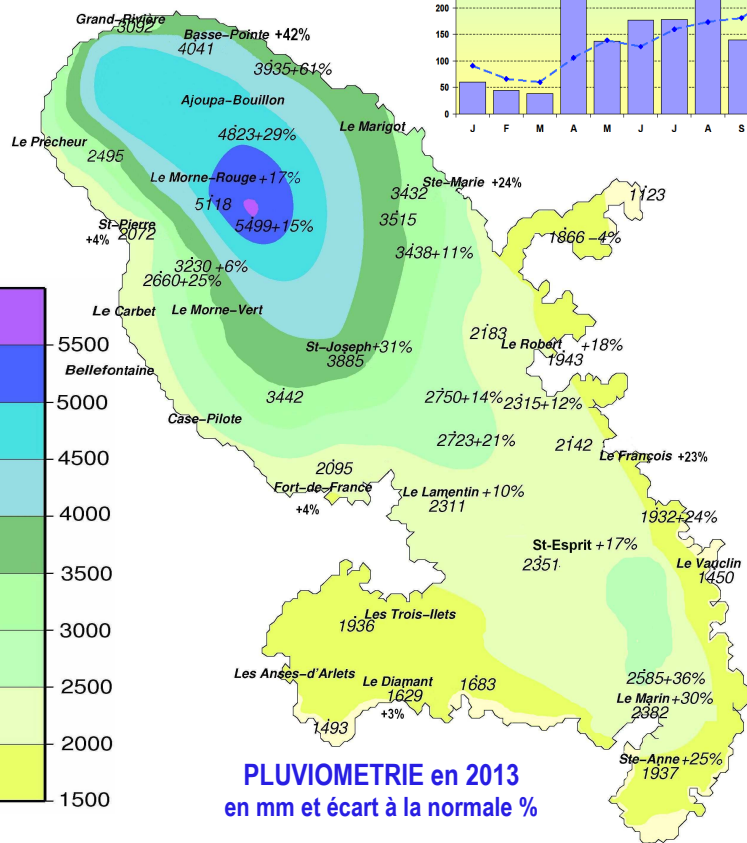 200
150
100
50
0
J F M A M J J A S
Grand-Rivière
3092
Basse-Pointe +42%
4041
3935+61%
Ajoupa-Bouillon
4823+29%
Le Marigot
Le Prêcheur
2495
Le Morne-Rouge +17%
5118
5499+15%
Ste-Marie +24%
3432
3515
3438+11%
1123
1866 -4%
St-Pierre
+4%
2072
3230 +6%
2660+25%
Le Carbet
Le Morne-Vert
2183
Le Robert +18%
1943
St-Joseph+31%
3885
Bellefontaine
3442
2750+14%
2315+12%
Case-Pilote
2723+21%
2142
Le François +23%
2095
Fort-de-France
+4%
Le Lamentin +10%
2311
1932+24%
St-Esprit +17%
2351
Le Vauclin
1450
Les Trois-Ilets
1936
Les Anses-d'Arlets
Le Diamant
1629
+3%
1683
1493
2585+36%
Le Marin +30%
2382
Ste-Anne +25%
1937
5500
5000
4500
4000
3500
3000
2500
2000
1500
PLUVIOMETRIE en 2013
en mm et écart à la normale %